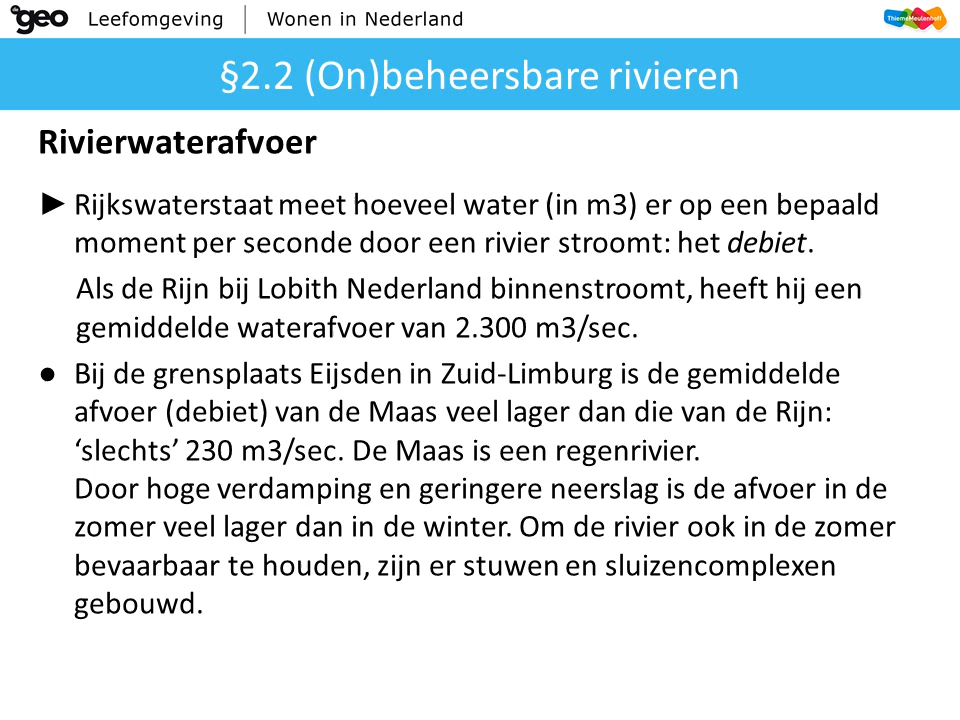 de geo Leefomgeving | Wonen in Nederland ThiemeMeulenhoff
§2.2 (On)beheersbare rivieren
Rivierwaterafvoer
► Rijkswaterstaat meet hoeveel water (in m3) er op een bepaald
moment per seconde door een rivier stroomt: het debiet.
Als de Rijn bij Lobith Nederland binnenstroomt, heeft hij een
gemiddelde waterafvoer van 2.300 m3/sec.
● Bij de grensplaats Eijsden in Zuid-Limburg is de gemiddelde
afvoer (debiet) van de Maas veel lager dan die van de Rijn:
‘slechts’ 230 m3/sec. De Maas is een regenrivier.
Door hoge verdamping en geringere neerslag is de afvoer in de
zomer veel lager dan in de winter. Om de rivier ook in de zomer
bevaarbaar te houden, zijn er stuwen en sluizencomplexen
gebouwd.